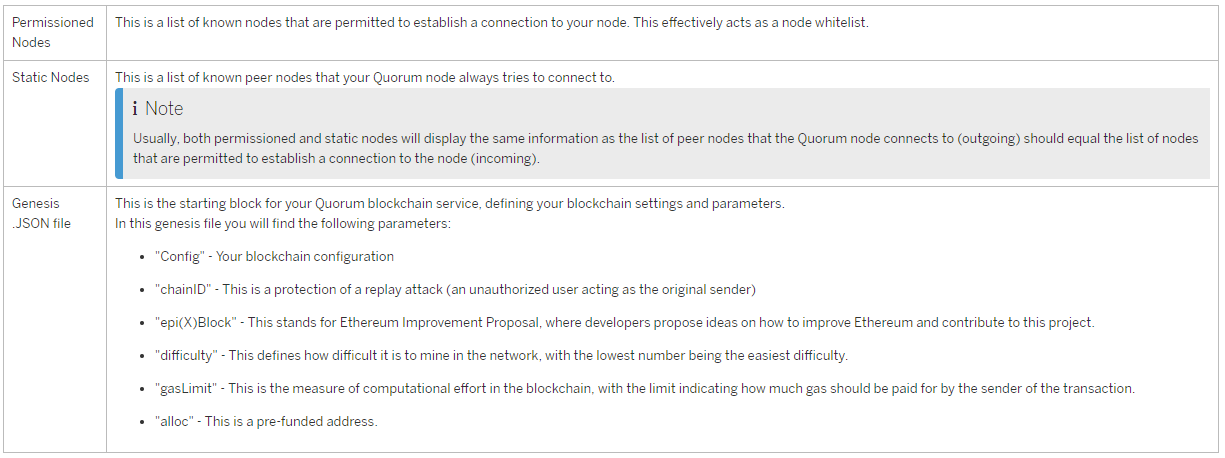 Permissioned Nodes
This is a list of known nodes that are permitted to establish a connection to your node. This effectively acts as a node whitelist.
Static Nodes
This is a list of known peer nodes that your Quorum node always tries to connect to.
i Note
Usually, both permissioned and static nodes will display the same information as the list of peer nodes that the Quorum node connects to (outgoing) should equal the list of nodes
that are permitted to establish a connection to the node (incoming).
Genesis
.JSON file
This is the starting block for your Quorum blockchain service, defining your blockchain settings and parameters.
In this genesis file you will find the following parameters:
• "Config" - Your blockchain configuration
• "chainID" - This is a protection of a replay attack (an unauthorized user acting as the original sender)
• "epi(X)Block" - This stands for Ethereum Improvement Proposal, where developers propose ideas on how to improve Ethereum and contribute to this project.
• "difficulty" - This defines how difficult it is to mine in the network, with the lowest number being the easiest difficulty.
• "gasLimit" - This is the measure of computational effort in the blockchain, with the limit indicating how much gas should be paid for by the sender of the transaction.
• "alloc" - This is a pre-funded address.